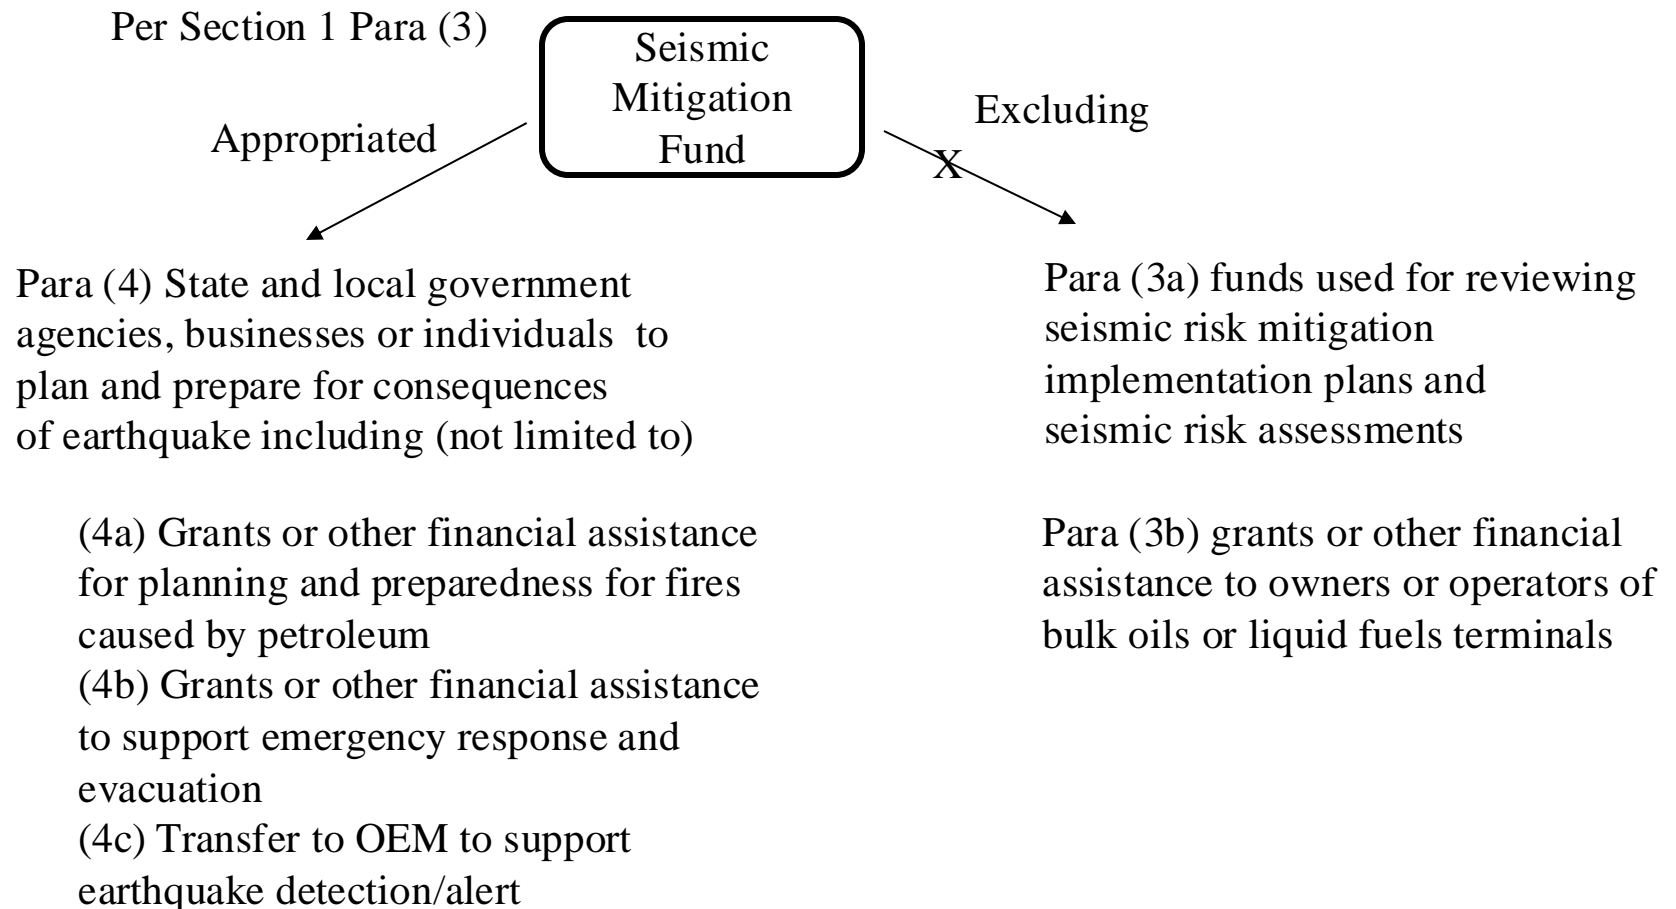 Per Section 1 Para (3)
Seismic
Mitigation
Fund
Appropriated
Excluding
X
Para (4) State and local government
agencies, businesses or individuals  to
plan and prepare for consequences
of earthquake including (not limited to)
(4a) Grants or other financial assistance
for planning and preparedness for fires
caused by petroleum
(4b) Grants or other financial assistance
to support emergency response and
evacuation
(4c) Transfer to OEM to support
earthquake detection/alert
Para (3a) funds used for reviewing
seismic risk mitigation
implementation plans and
seismic risk assessments
Para (3b) grants or other financial
assistance to owners or operators of
bulk oils or liquid fuels terminals